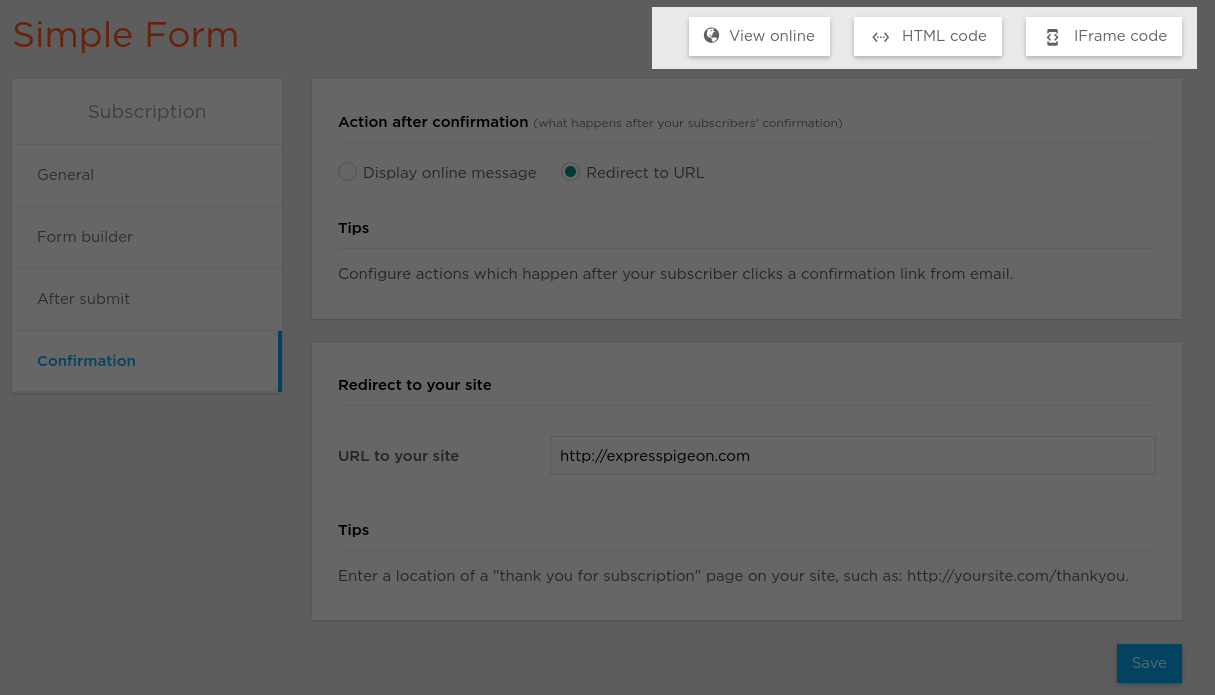 Simple Form
View online
HTML code
IFrame code
Subscription
General
Form builder
After submit
Confirmation
Action after confirmation (what happens after your subscribers' confirmation)
Display online message
Redirect to URL
Tips
Configure actions which happen after your subscriber clicks a confirmation link from email.
Redirect to your site
URL to your site
http://expresspigeon.com
Tips
Enter a location of a "thank you for subscription" page on your site, such as: http://yoursite.com/thankyou.
Save